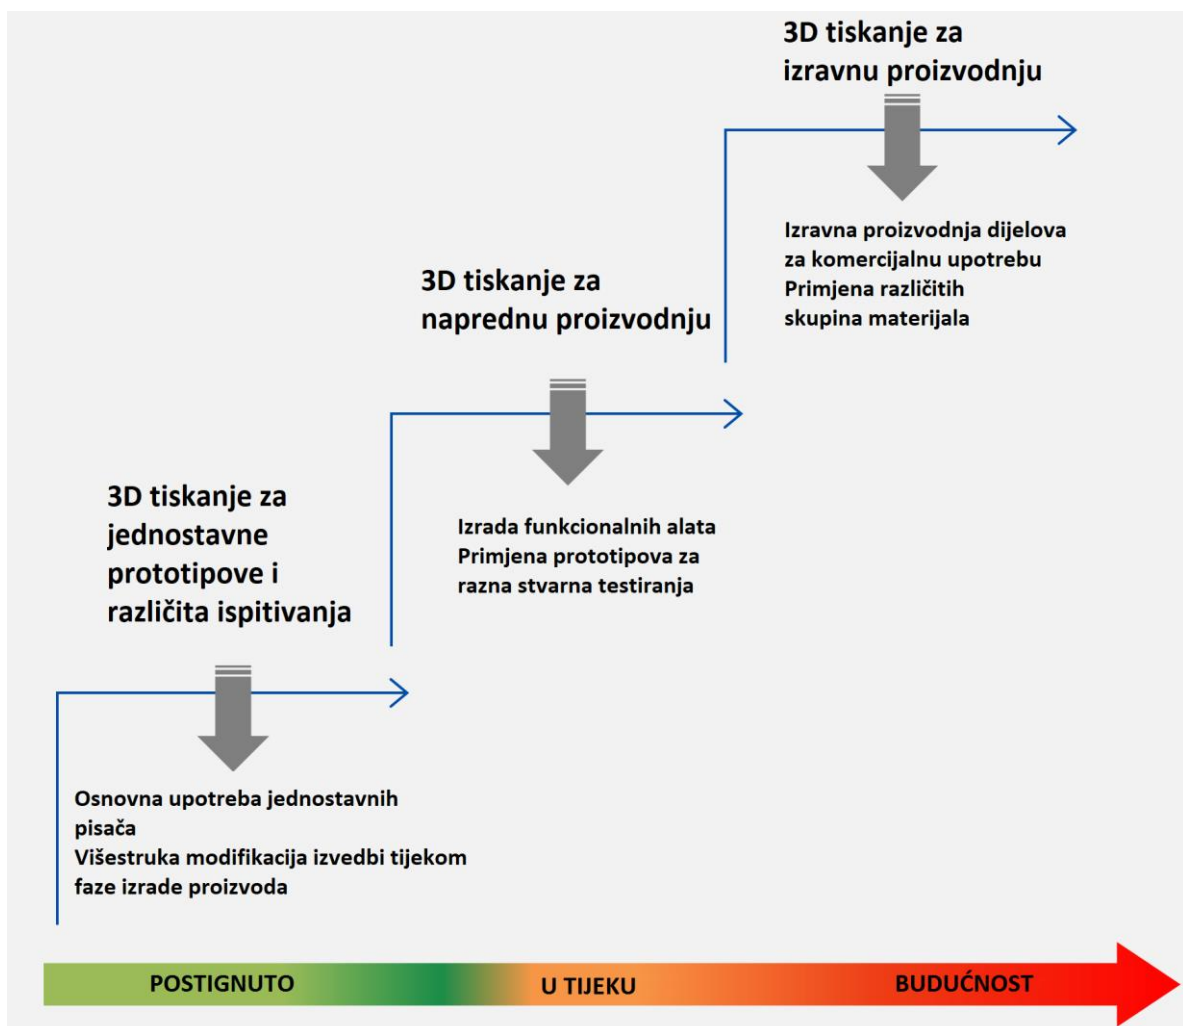 3D tiskanje za
izravnu proizvodnju
Izravna proizvodnja dijelova
za komercijalnu upotrebu
Primjena različitih
skupina materijala
3D tiskanje za
naprednu proizvodnju
Izrada funkcionalnih alata
Primjena prototipova za
razna stvarna testiranja
3D tiskanje za
jednostavne
prototipove i
različita ispitivanja
Osnovna upotreba jednostavnih
pisača
Višestruka modifikacija izvedbi tijekom
faze izrade proizvoda
POSTIGNUTO
U TIJEKU
BUDUĆNOST